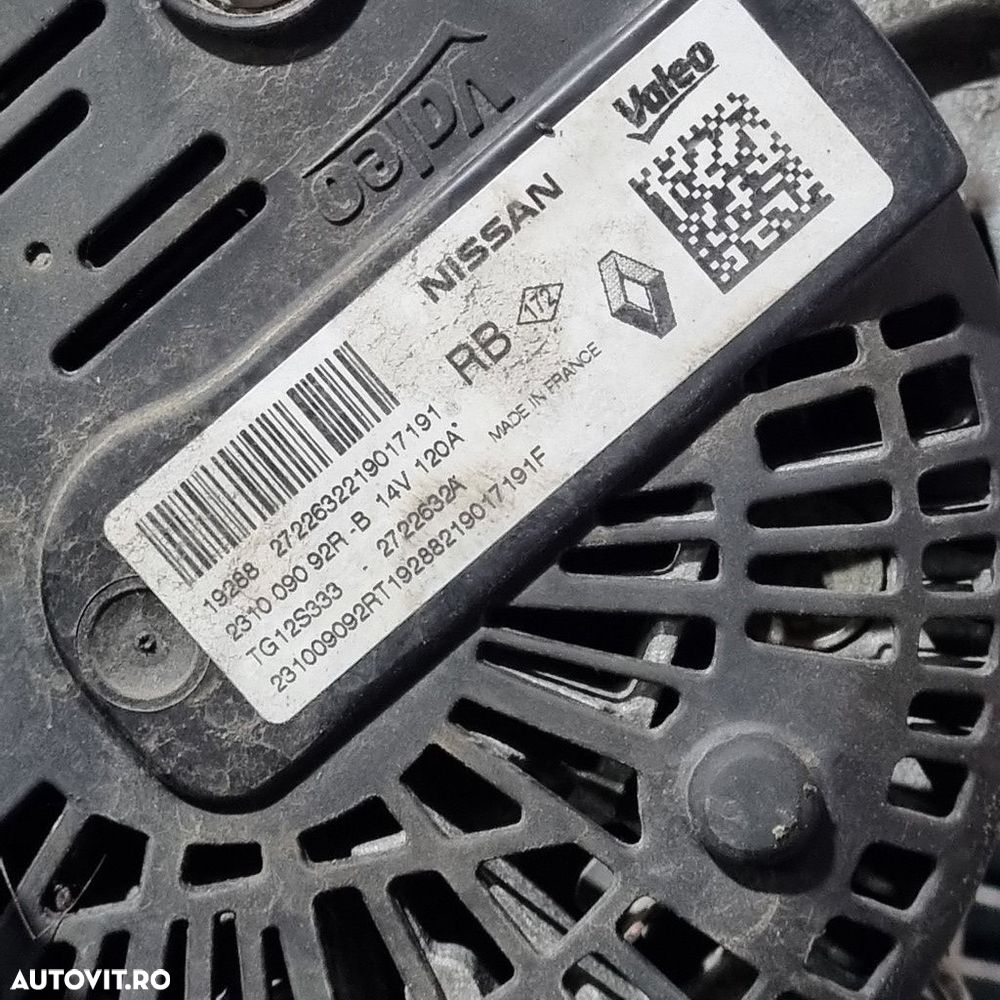 Valeo
Valeo
NISSAN
RB
172
MADE IN FRANCE
19288 2722632219017191
2310 090 92R -B 14V 120A*
TG12S333 - 2722632A
231009092RT19288219017191F
AUTOVIT.RO